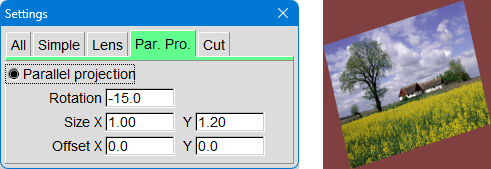 Settings
All Simple Lens Par. Pro. Cut
Parallel projection
Rotation -15.0
Size X 1.00 Y 1.20
Offset X 0.0 Y 0.0